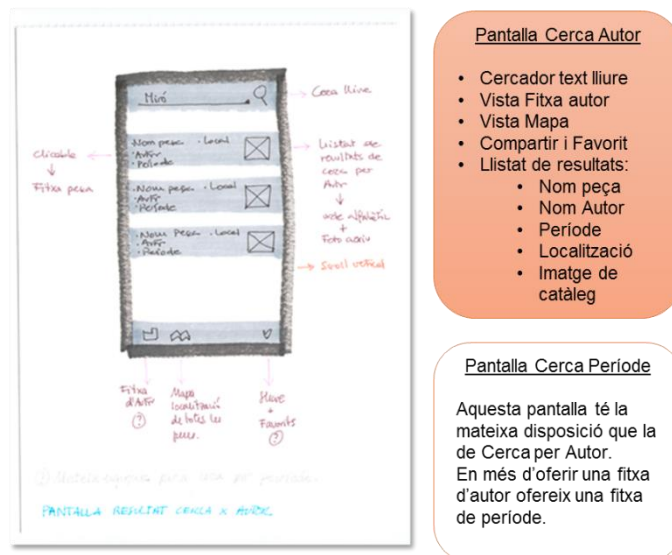 Miró
Cerca lliure
Nom peça · Local
· Autor
· Període
clicable
Fitxa peça
Llistat de
resultats de
cerca per
Autor
orde alfabètic
+
Foto arxiu
· Nom peça · Local
· Autor
· Període
· Nom Peça · Local
· Autor
· Període
Scroll vertical
Fitxa
d'Autor
?
Mapa
localització
de totes les
peces.
+
Favorits
?
PANTALLA RESULTAT CERCA X AUTOR
Pantalla Cerca Autor
• Cercador text lliure
• Vista Fitxa autor
• Vista Mapa
• Compartir i Favorit
• Llistat de resultats:
• Nom peça
• Nom Autor
• Període
• Localització
• Imatge de
catàleg
Pantalla Cerca Període
Aquesta pantalla té la
mateixa disposició que la
de Cerca per Autor.
En més d'oferir una fitxa
d'autor ofereix una fitxa
de període.